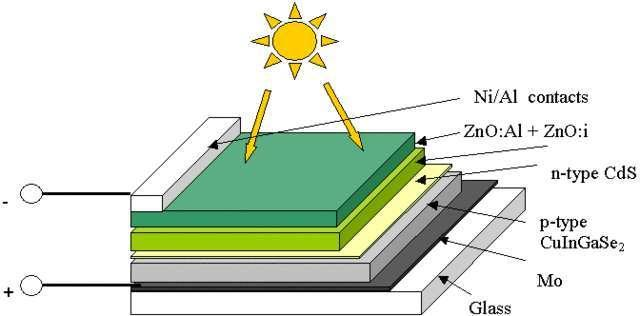 Ni/Al contacts
ZnO:Al + ZnO:i
n-type CdS
p-type
CuInGaSe₂
Mo
Glass
-
+